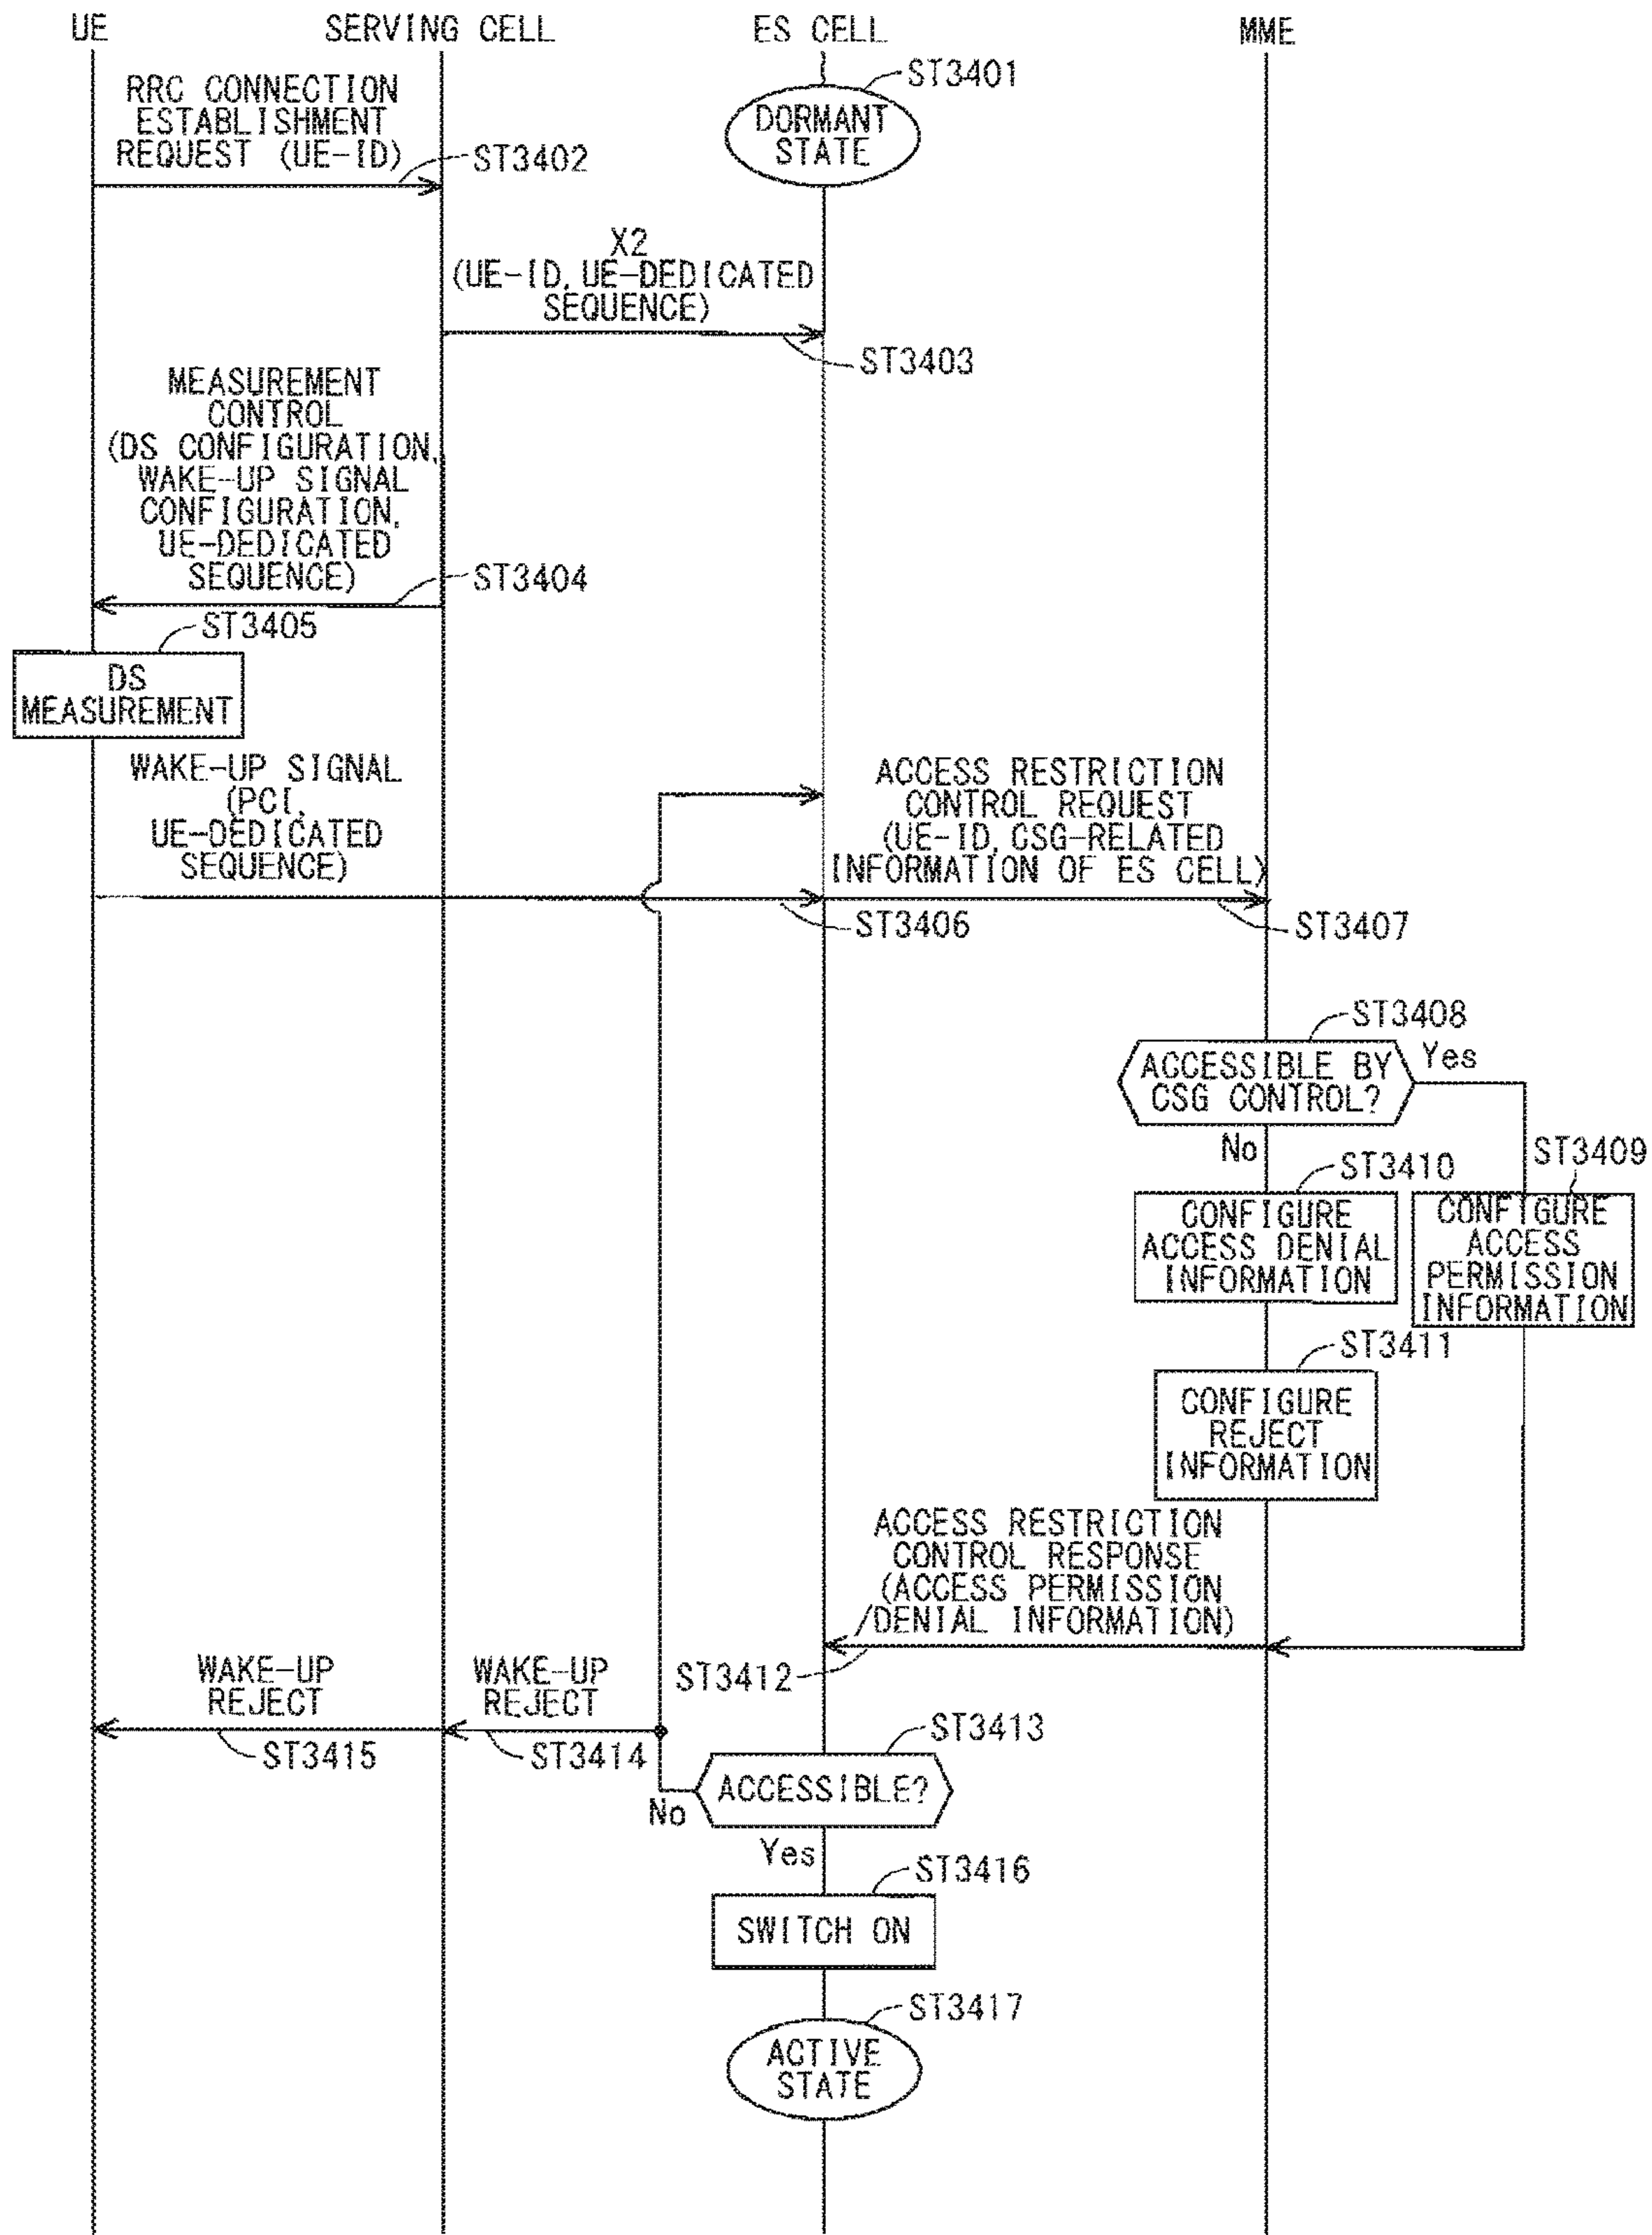 UE
SERVING CELL
ES CELL
MME
ST3401
DORMANT
STATE
RRC CONNECTION
ESTABLISHMENT
REQUEST (UE-ID)
ST3402
X2
(UE-ID, UE-DEDICATED
SEQUENCE)
ST3403
MEASUREMENT
CONTROL
(DS CONFIGURATION,
WAKE-UP SIGNAL
CONFIGURATION,
UE-DEDICATED
SEQUENCE)
ST3404
ST3405
DS
MEASUREMENT
WAKE-UP SIGNAL
(PCI,
UE-DEDICATED
SEQUENCE)
ST3406
ACCESS RESTRICTION
CONTROL REQUEST
(UE-ID, CSG-RELATED
INFORMATION OF ES CELL)
ST3407
ST3408
ACCESSIBLE BY
CSG CONTROL?
Yes
No
ST3409
CONFIGURE
ACCESS
PERMISSION
INFORMATION
ST3410
CONFIGURE
ACCESS DENIAL
INFORMATION
ST3411
CONFIGURE
REJECT
INFORMATION
ACCESS RESTRICTION
CONTROL RESPONSE
(ACCESS PERMISSION
/DENIAL INFORMATION)
ST3412
WAKE-UP
REJECT
ST3415
WAKE-UP
REJECT
ST3414
ST3413
ACCESSIBLE?
No
Yes
ST3416
SWITCH ON
ST3417
ACTIVE
STATE